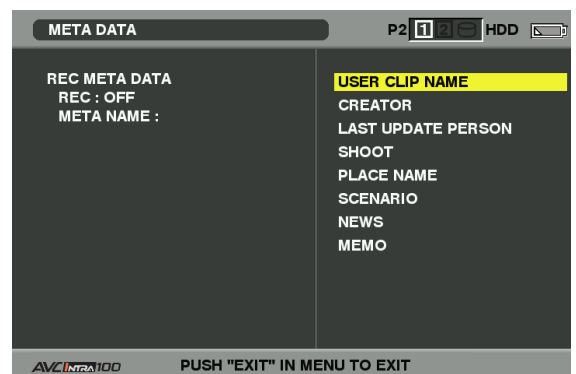 META DATA
P2 1 2 HDD
REC META DATA
REC : OFF
META NAME :
USER CLIP NAME
CREATOR
LAST UPDATE PERSON
SHOOT
PLACE NAME
SCENARIO
NEWS
MEMO
AVC INTRA 100
PUSH "EXIT" IN MENU TO EXIT